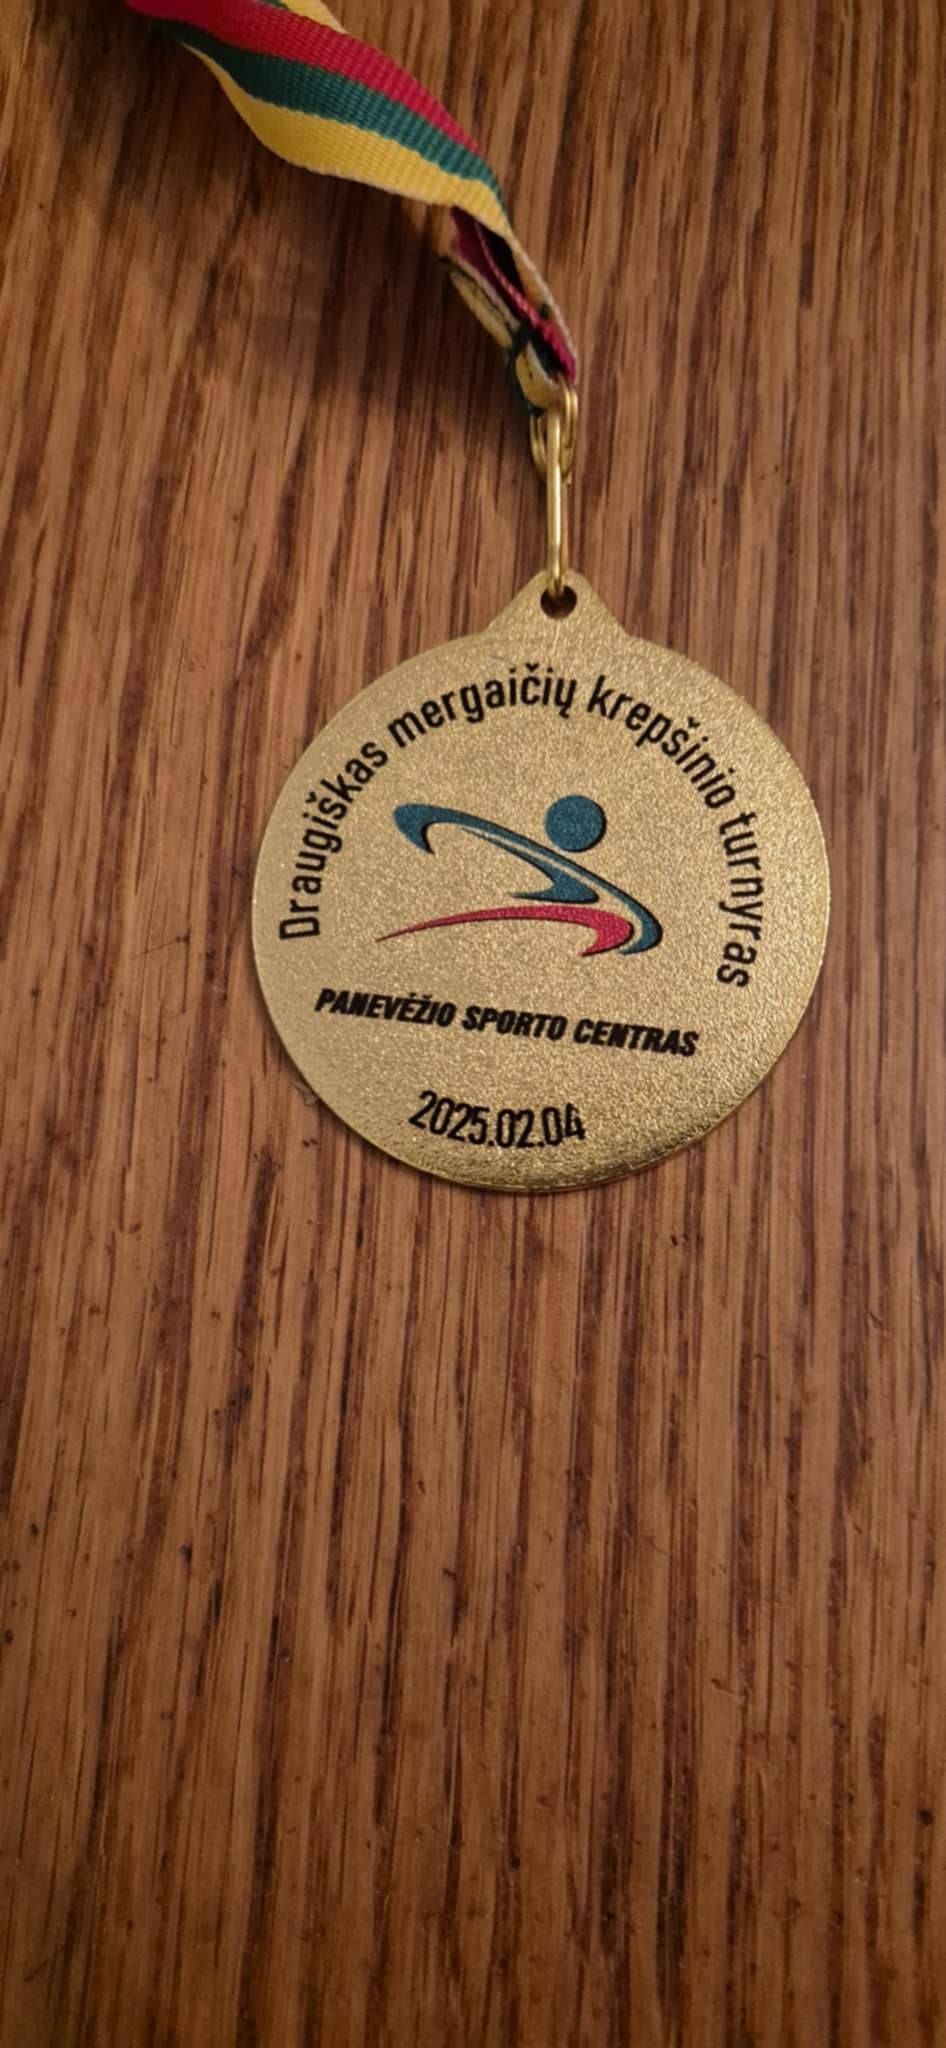 Draugiškas mergaičių krepšinio turnyras
PANEVĖŽIO SPORTO CENTRAS
2025.02.04